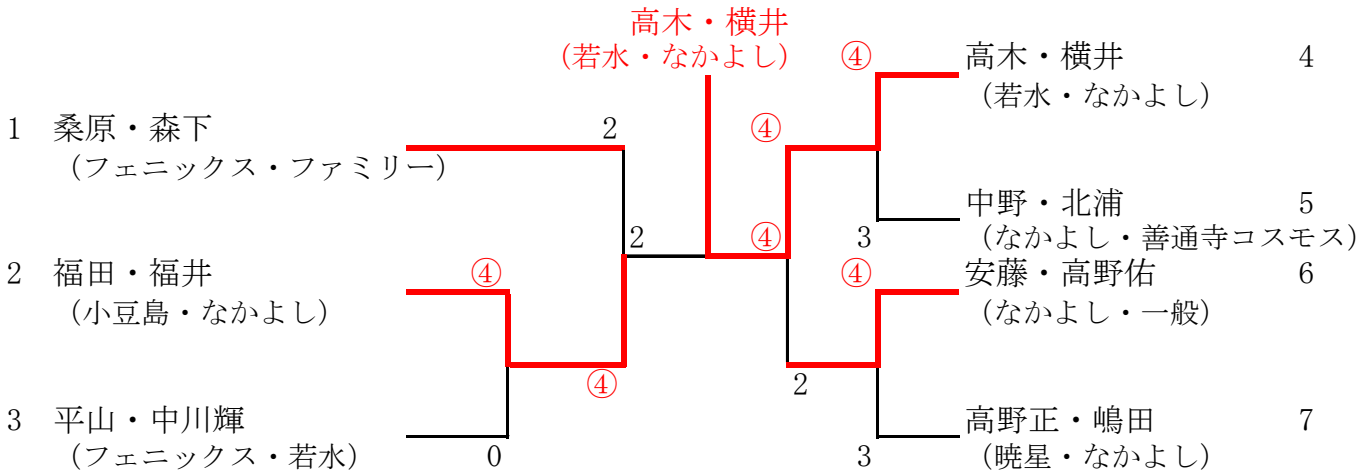 高木・横井
(若水・なかよし)
1 桑原・森下
(フェニックス・ファミリー)
2
2 福田・福井
(小豆島・なかよし)
④
3 平山・中川輝
(フェニックス・若水)
0
④
2
④
④
④
高木・横井 4
(若水・なかよし)
3
中野・北浦 5
(なかよし・善通寺コスモス)
④
安藤・高野佑 6
(なかよし・一般)
2
3
高野正・嶋田 7
(暁星・なかよし)